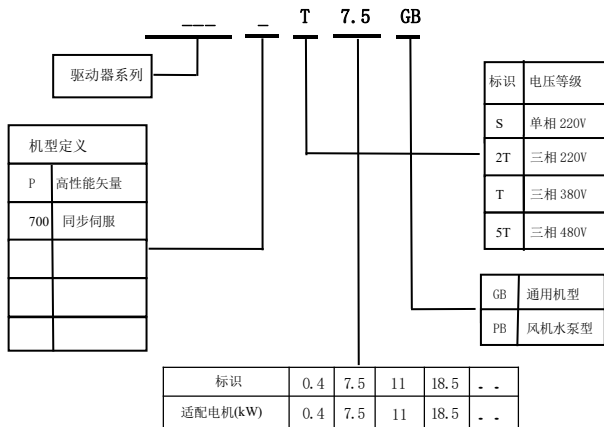 ___ _ T 7.5 GB
驱动器系列
机型定义
P 高性能矢量
700 同步伺服
标识 电压等级
S 单相 220V
2T 三相 220V
T 三相 380V
5T 三相 480V
GB 通用机型
PB 风机水泵型
标识 0.4 7.5 11 18.5 . .
适配电机(kW) 0.4 7.5 11 18.5 . .